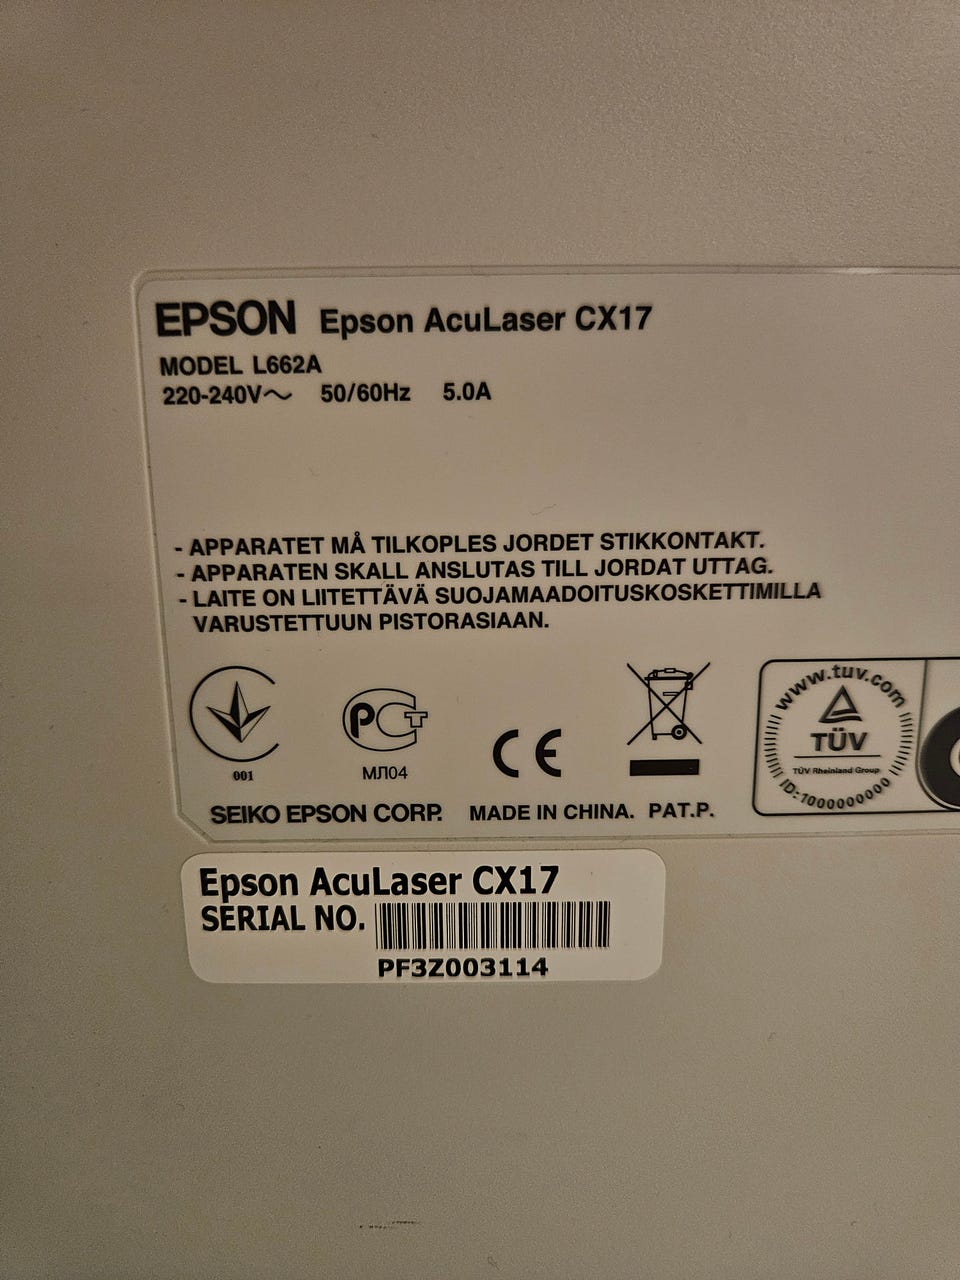 EPSON Epson AcuLaser CX17
MODEL L662A
220-240V~ 50/60Hz 5.0A
- APPARATET MÅ TILKOPLES JORDET STIKKONTAKT.
- APPARATEN SKALL ANSLUTAS TILL JORDAT UTTAG.
- LAITE ON LIITETTÄVÄ SUOJAMAADOITUSKOSKETTIMILLA
VARUSTETTUUN PISTORASIAAN.
001
РСТ
МЛ04
CE
www.tuv.com
TÜV
TÜV Rheinland Group
ID:1000000000
SEIKO EPSON CORP. MADE IN CHINA. PAT.P.
Epson AcuLaser CX17
SERIAL NO.
PF3Z003114